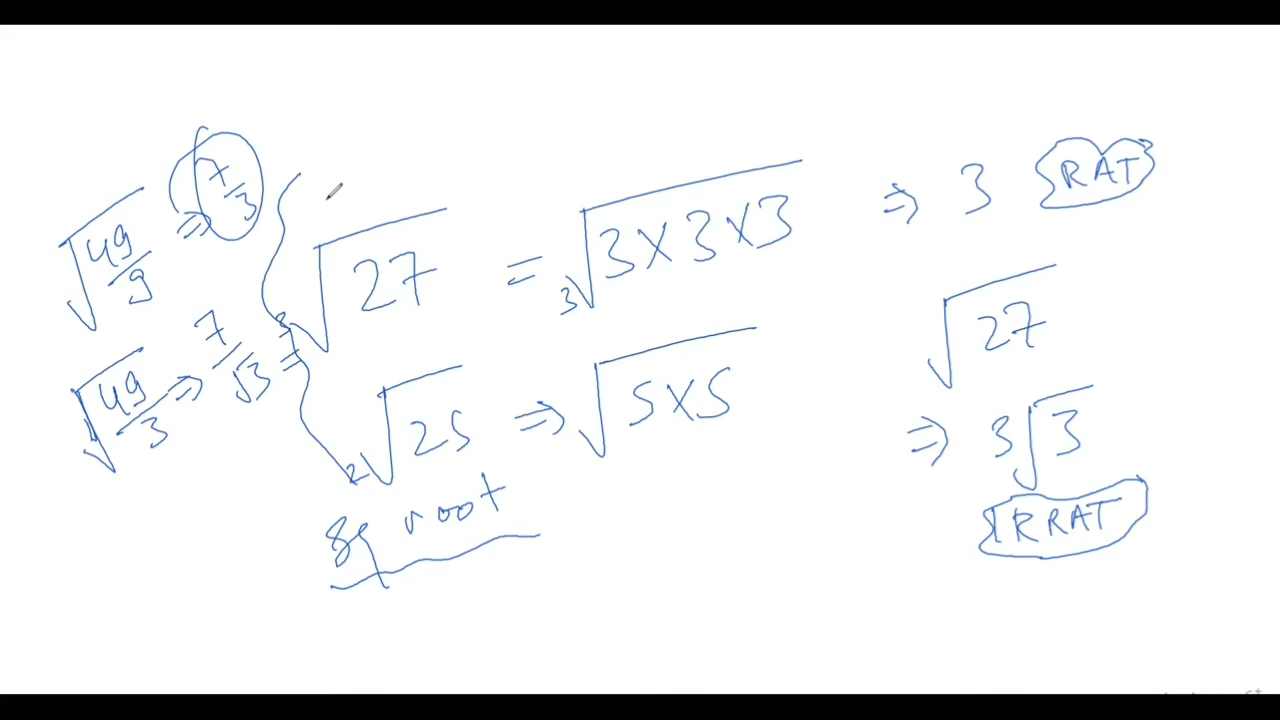 √49/9 ⇒ 7/3
3√27 = 3√3×3×3 ⇒ 3 RAT
√49/3 ⇒ 7/√3 =
2√25 ⇒ √5×5
sq root
√27
⇒ 3√3
IRRAT